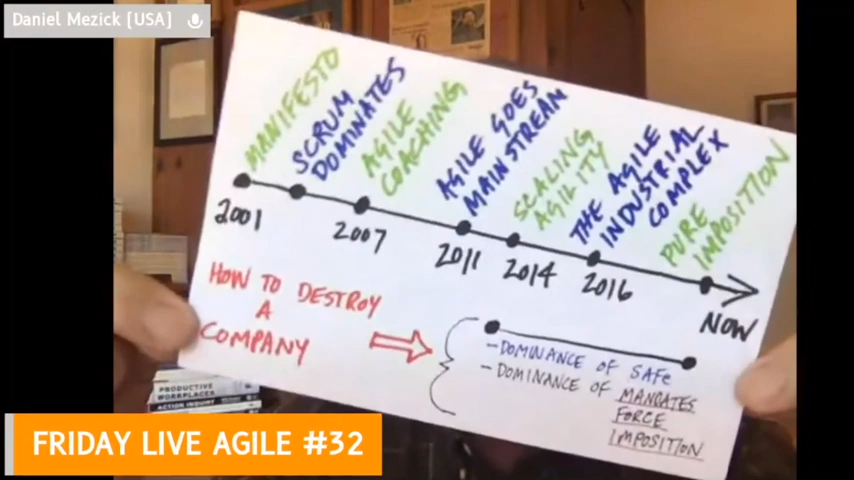 Daniel Mezick [USA]
MANIFESTO
SCRUM
DOMINATES
AGILE
COACHING
AGILE GOES
MAINSTREAM
SCALING
AGILITY
THE AGILE
INDUSTRIAL
COMPLEX
PURE
IMPOSITION
2001
2007
2011
2014
2016
NOW
HOW TO DESTROY
A
COMPANY
-DOMINANCE OF SAFe
-DOMINANCE OF MANDATES
FORCE
IMPOSITION
PRODUCTIVE
WORKPLACES
ACTION INQUIRY
FRIDAY LIVE AGILE #32